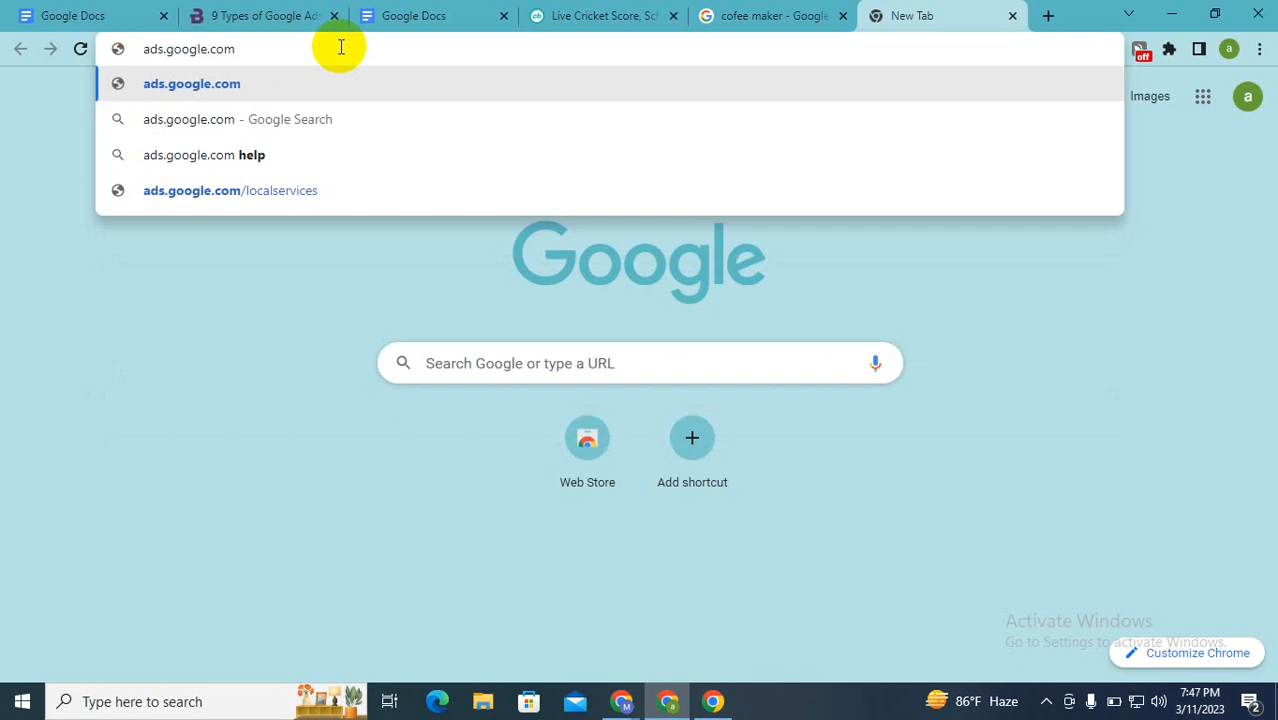 Google Docs
9 Types of Google Ads
Google Docs
Live Cricket Score, Sch
cofee maker - Google
New Tab
ads.google.com
off
a
ads.google.com
ads.google.com - Google Search
ads.google.com help
ads.google.com/localservices
Images
a
Google
Search Google or type a URL
Web Store
Add shortcut
Activate Windows
Go to Settings to activate Windows.
Customize Chrome
Type here to search
86°F Haze
7:47 PM
3/11/2023
2